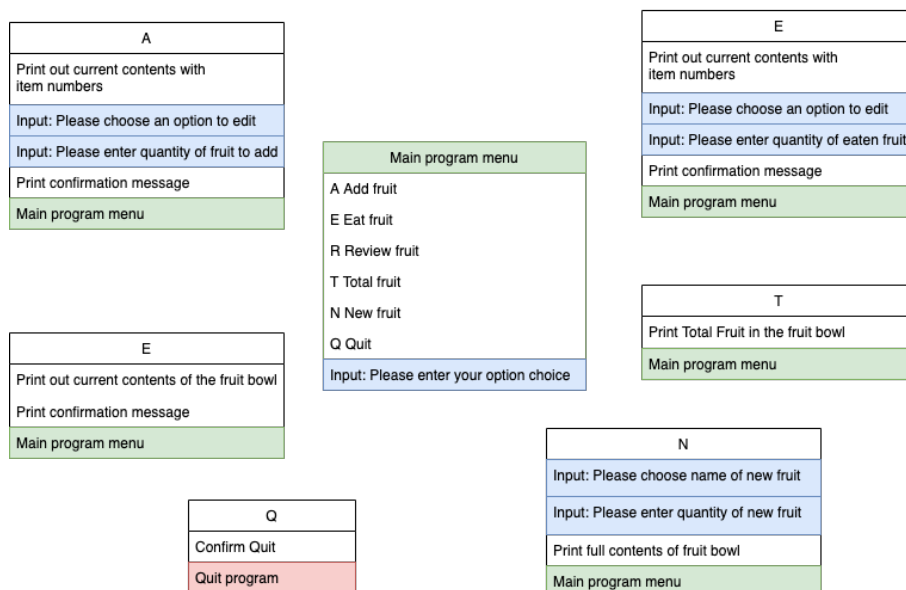 A
Print out current contents with
item numbers
Input: Please choose an option to edit
Input: Please enter quantity of fruit to add
Print confirmation message
Main program menu
Main program menu
A Add fruit
E Eat fruit
R Review fruit
T Total fruit
N New fruit
Q Quit
Input: Please enter your option choice
E
Print out current contents with
item numbers
Input: Please choose an option to edit
Input: Please enter quantity of eaten fruit
Print confirmation message
Main program menu
T
Print Total Fruit in the fruit bowl
Main program menu
E
Print out current contents of the fruit bowl
Print confirmation message
Main program menu
Q
Confirm Quit
Quit program
N
Input: Please choose name of new fruit
Input: Please enter quantity of new fruit
Print full contents of fruit bowl
Main program menu